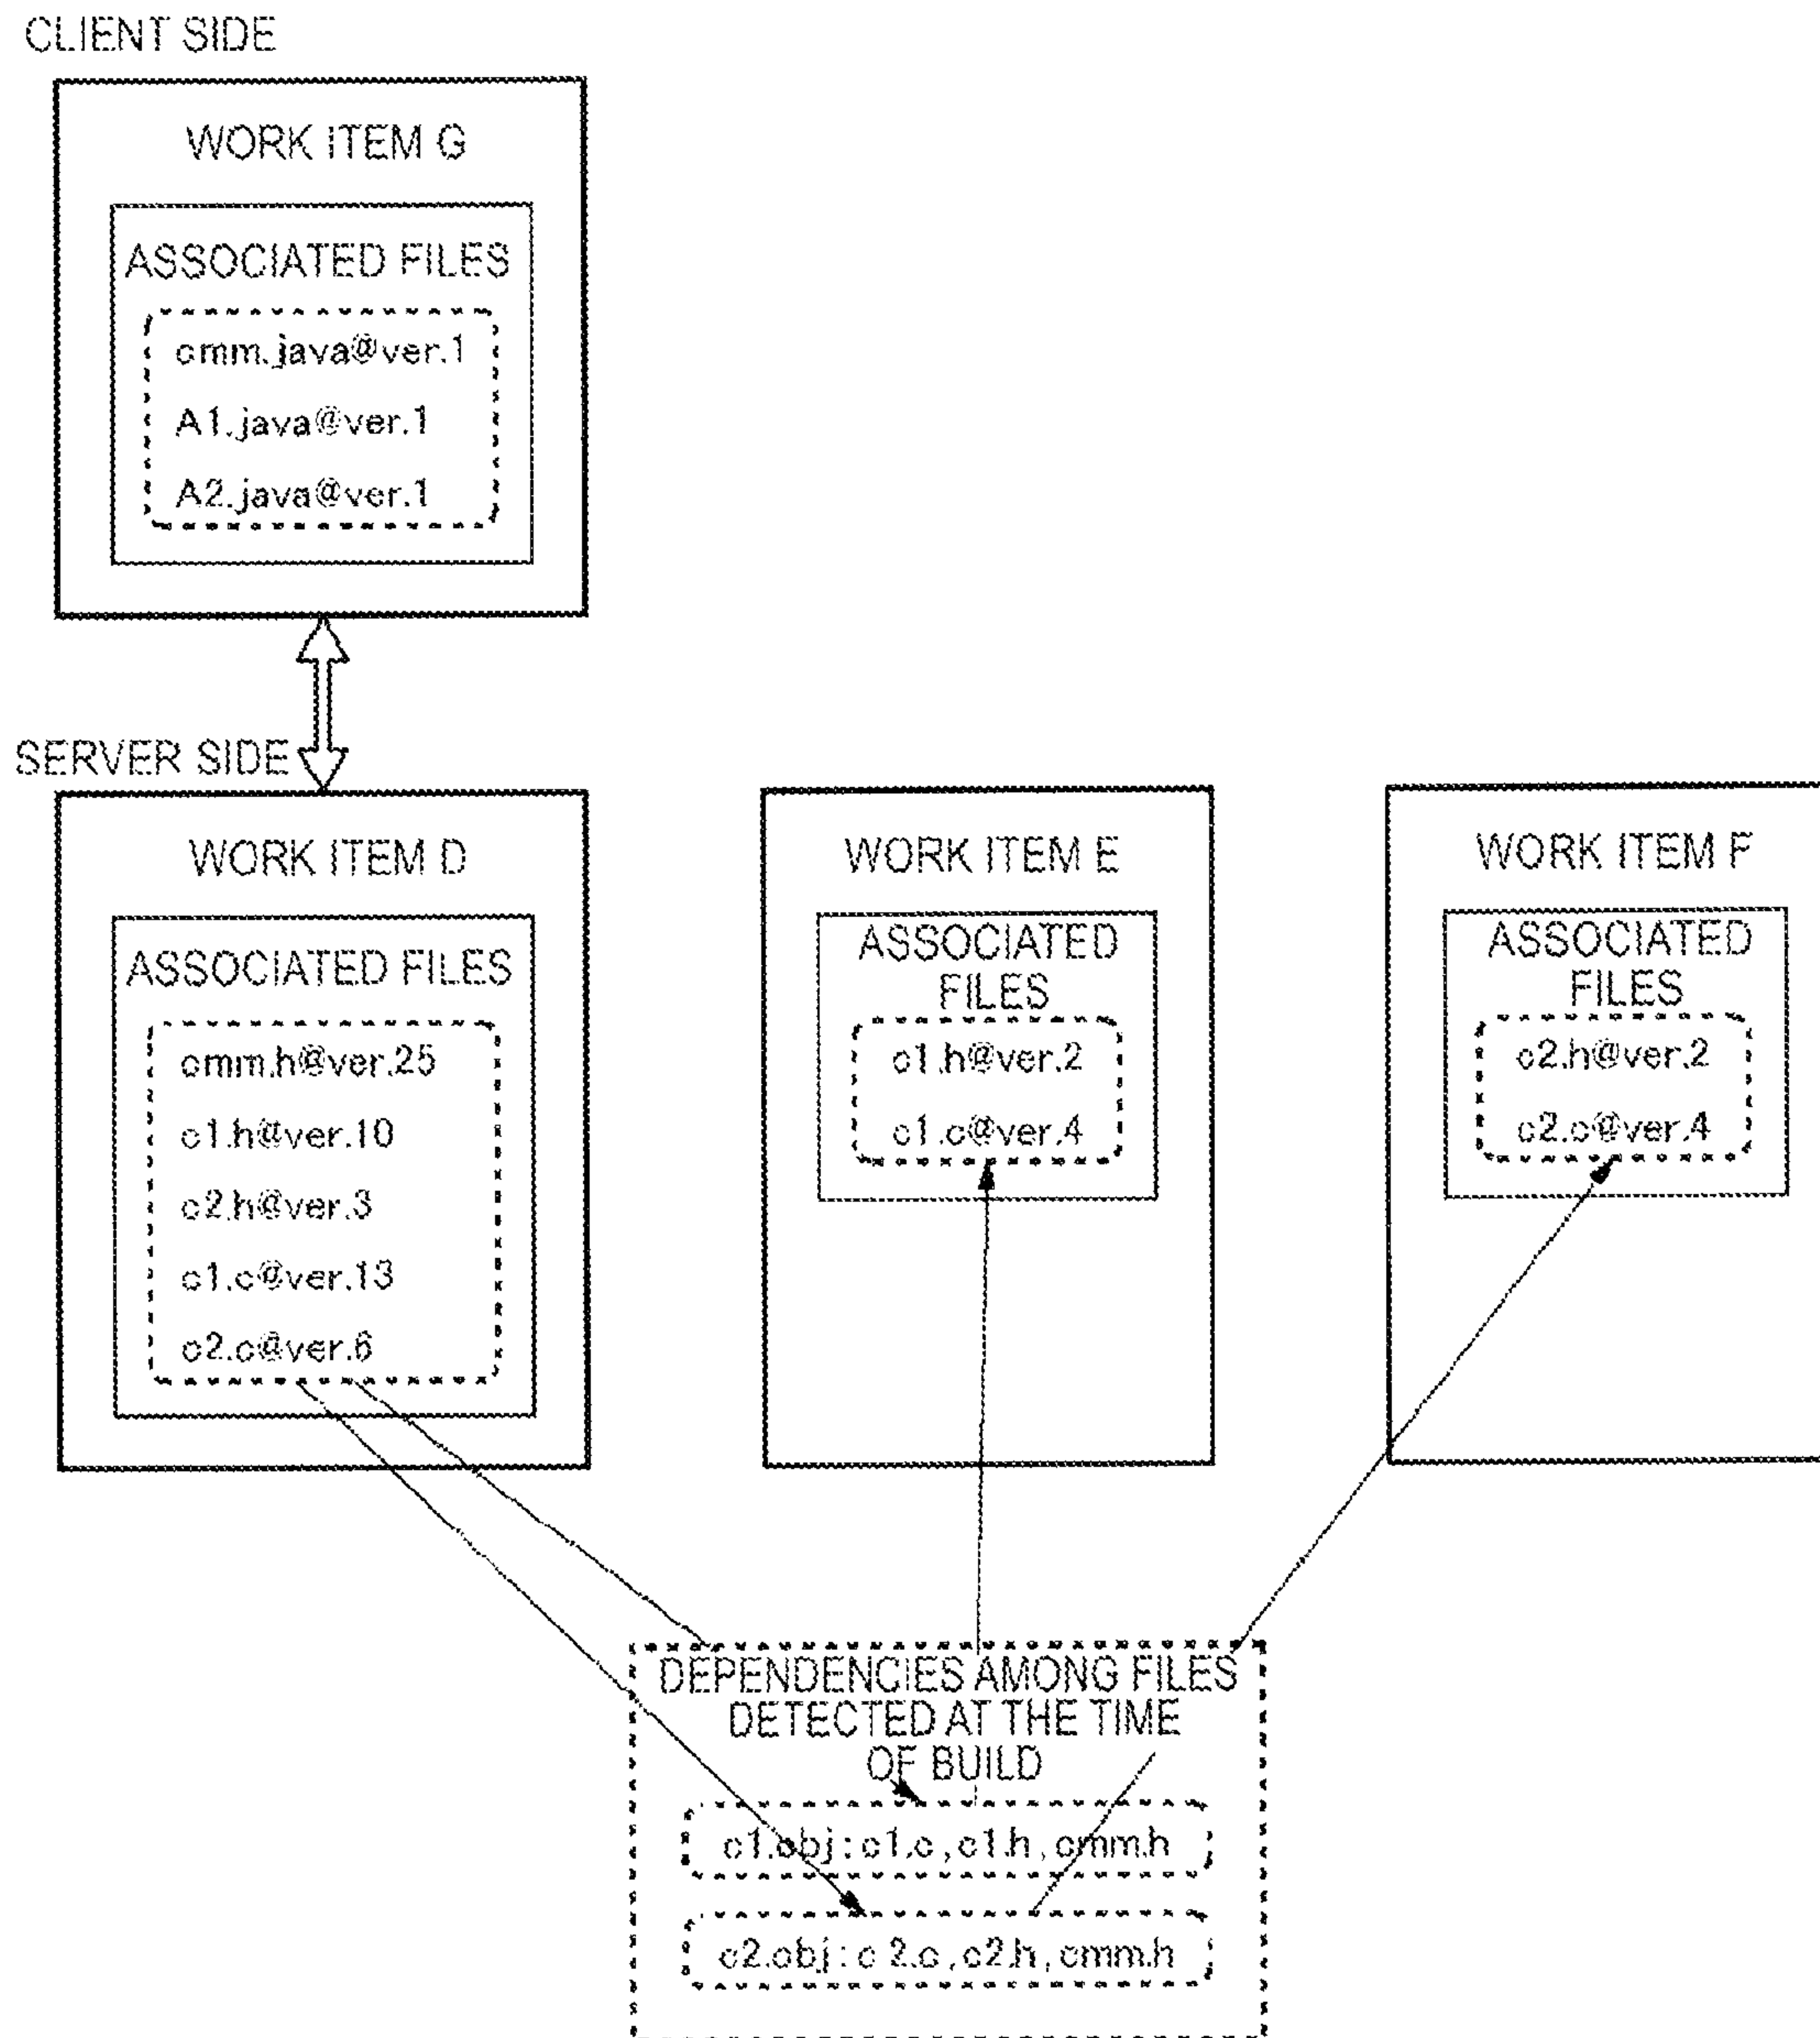 CLIENT SIDE
WORK ITEM G
ASSOCIATED FILES
cmm.java@ver.1
A1.java@ver.1
A2.java@ver.1
SERVER SIDE
WORK ITEM D
ASSOCIATED FILES
cmm.h@ver.25
c1.h@ver.10
c2.h@ver.3
c1.c@ver.13
c2.c@ver.6
WORK ITEM E
ASSOCIATED
FILES
c1.h@ver.2
c1.c@ver.4
WORK ITEM F
ASSOCIATED
FILES
c2.h@ver.2
c2.c@ver.4
DEPENDENCIES AMONG FILES
DETECTED AT THE TIME
OF BUILD
c1.obj:c1.c,c1.h,cmm.h
c2.obj:c 2.c,c2.h,cmm.h